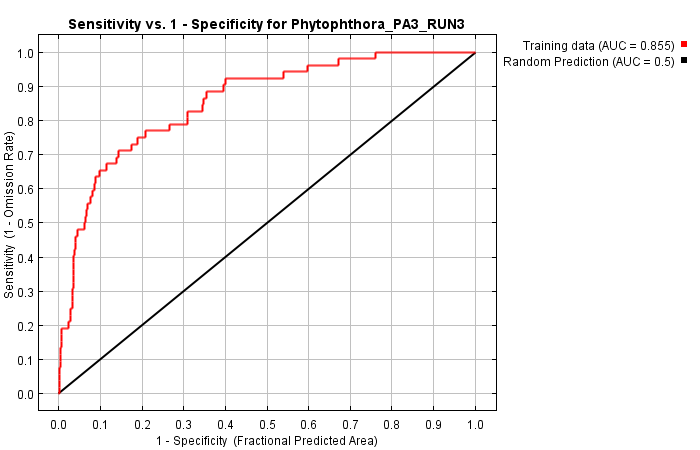 Sensitivity vs. 1 - Specificity for Phytophthora_PA3_RUN3
Training data (AUC = 0.855)
Random Prediction (AUC = 0.5)
Sensitivity (1 - Omission Rate)
1.0
0.9
0.8
0.7
0.6
0.5
0.4
0.3
0.2
0.1
0.0
0.0 0.1 0.2 0.3 0.4 0.5 0.6 0.7 0.8 0.9 1.0
1 - Specificity (Fractional Predicted Area)